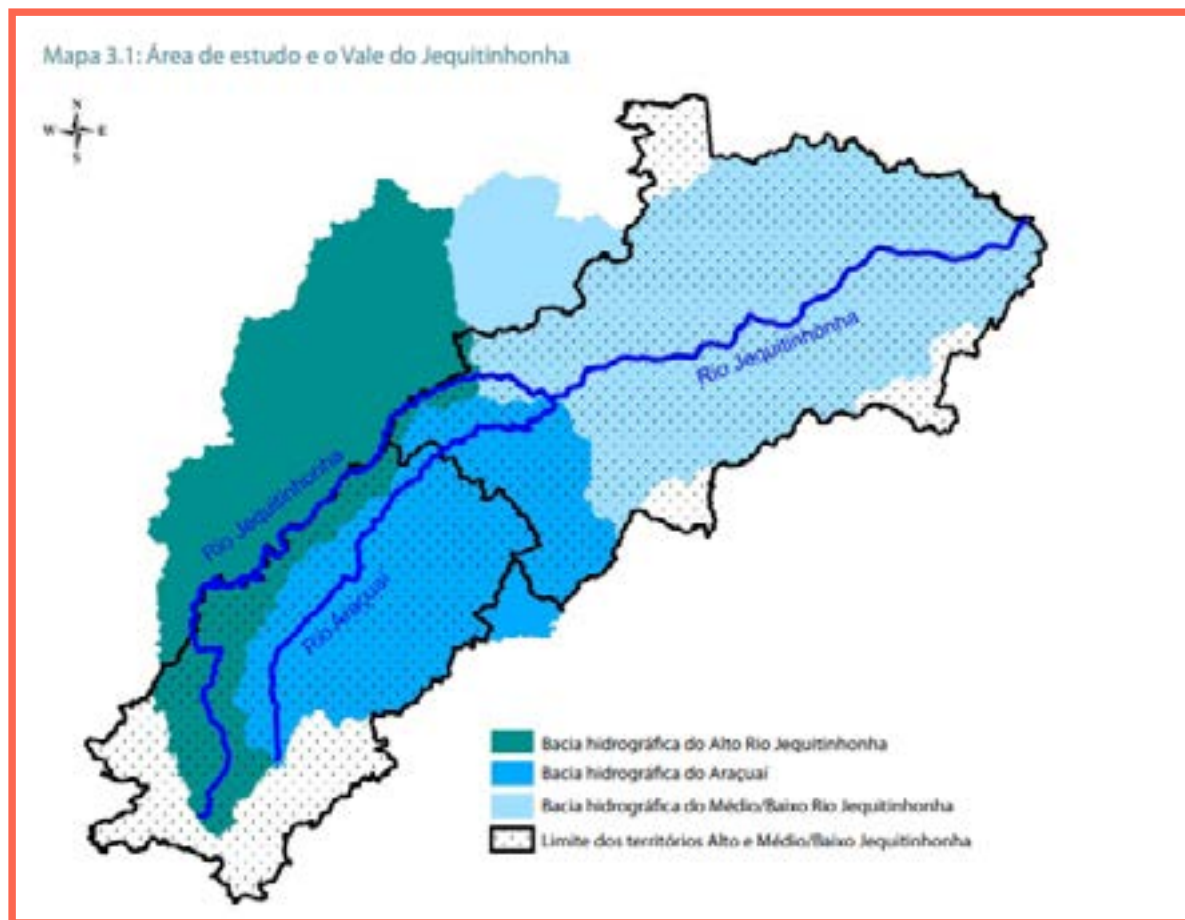 Mapa 3.1: Área de estudo e o Vale do Jequitinhonha
N
W E
S
Rio Jequitinhonha
Rio Jequitinhonha
Rio Araçuaí
Bacia hidrográfica do Alto Rio Jequitinhonha
Bacia hidrográfica do Araçuaí
Bacia hidrográfica do Médio/Baixo Rio Jequitinhonha
Limite dos territórios Alto e Médio/Baixo Jequitinhonha